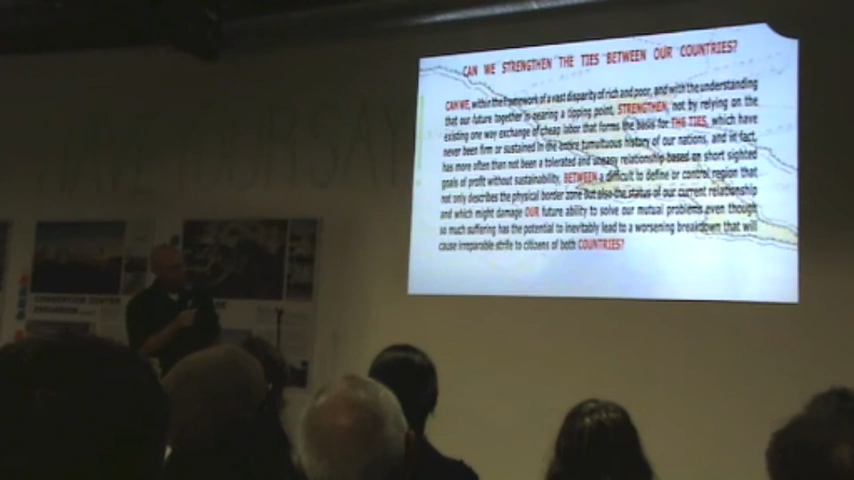 CAN WE STRENGTHEN THE TIES BETWEEN OUR COUNTRIES?
CAN WE, within the framework of a vast disparity of rich and poor, and with the understanding
that our future together is nearing a tipping point, STRENGTHEN, not by relying on the
existing one way exchange of cheap labor that forms the basis for THE TIES, which have
never been firm or sustained in the entire tumultuous history of our nations, and in fact,
has more often than not been a tolerated and uneasy relationship based on short sighted
goals of profit without sustainability, BETWEEN a difficult to define or control region that
not only describes the physical border zone but also the status of our current relationship
and which might damage OUR future ability to solve our mutual problems even though
so much suffering has the potential to inevitably lead to a worsening breakdown that will
cause irreparable strife to citizens of both COUNTRIES?
CONVENTION CENTER
EXPANSION